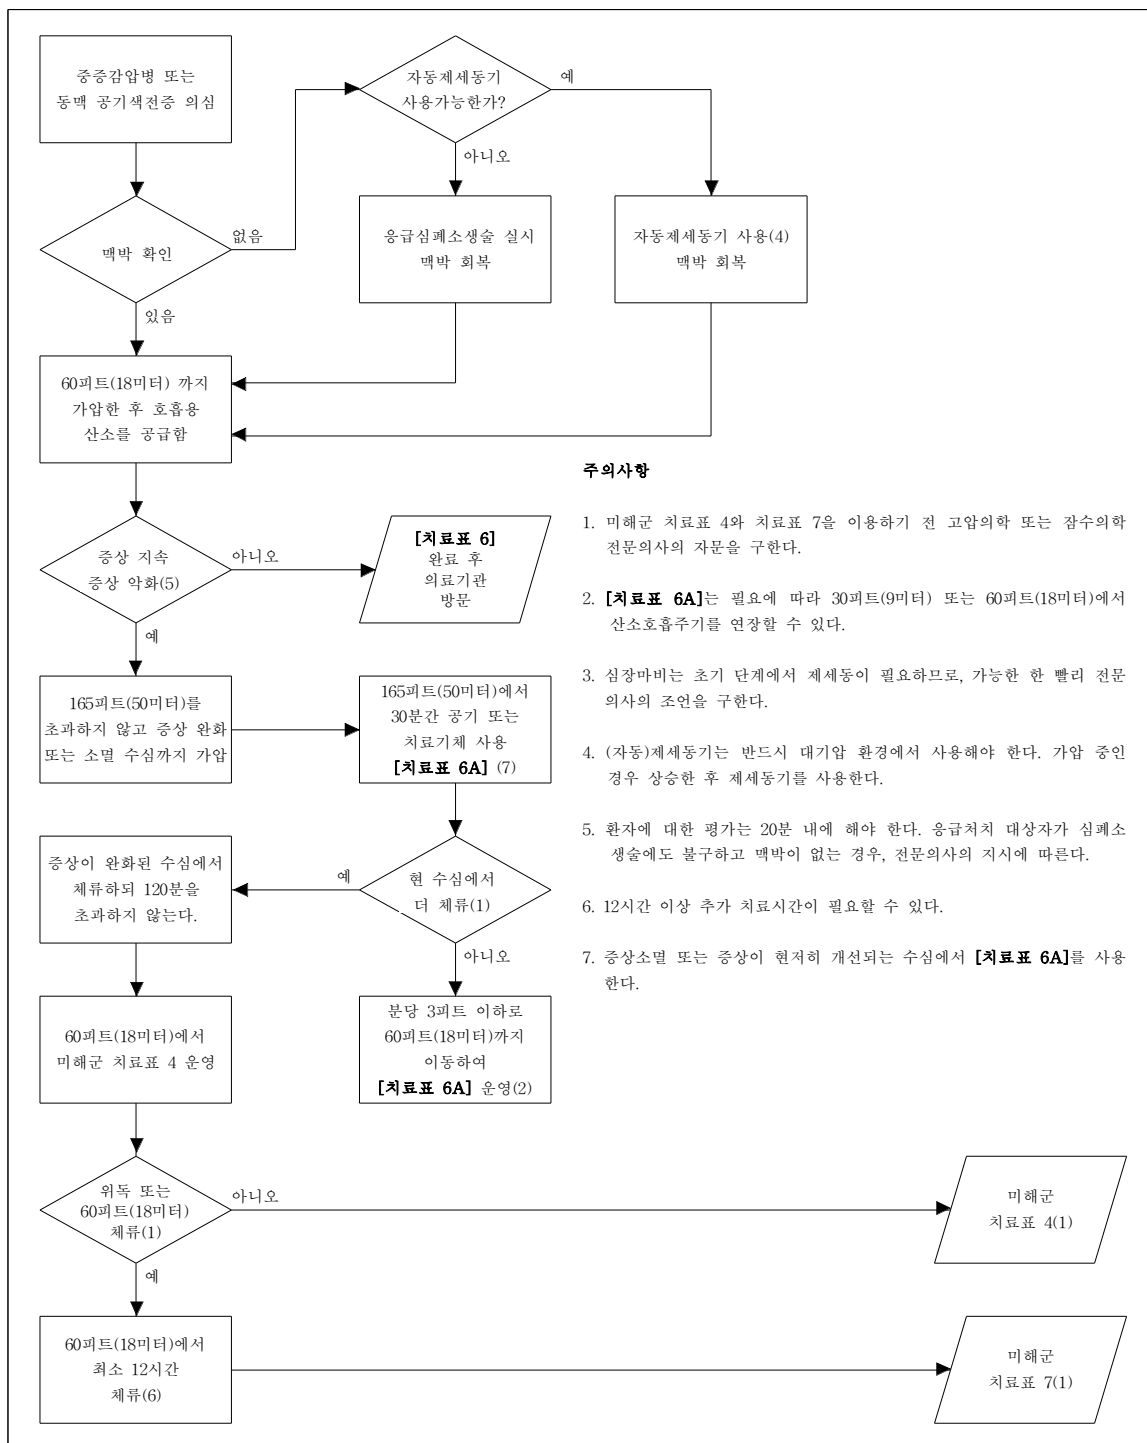 중증감압병 또는
동맥 공기색전증 의심
자동제세동기
사용가능한가?
예
아니오
맥박 확인
없음
있음
응급심폐소생술 실시
맥박 회복
자동제세동기 사용(4)
맥박 회복
60피트(18미터) 까지
가압한 후 호흡용
산소를 공급함
증상 지속
증상 악화(5)
아니오
예
[치료표 6]
완료 후
의료기관
방문
165피트(50미터)를
초과하지 않고 증상 완화
또는 소멸 수심까지 가압
165피트(50미터)에서
30분간 공기 또는
치료기체 사용
[치료표 6A] (7)
현 수심에서
더 체류(1)
예
아니오
증상이 완화된 수심에서
체류하되 120분을
초과하지 않는다.
분당 3피트 이하로
60피트(18미터)까지
이동하여
[치료표 6A] 운영(2)
60피트(18미터)에서
미해군 치료표 4 운영
위독 또는
60피트(18미터)
체류(1)
아니오
예
미해군
치료표 4(1)
60피트(18미터)에서
최소 12시간
체류(6)
미해군
치료표 7(1)
주의사항
1. 미해군 치료표 4와 치료표 7을 이용하기 전 고압의학 또는 잠수의학
전문의사의 자문을 구한다.
2. [치료표 6A]는 필요에 따라 30피트(9미터) 또는 60피트(18미터)에서
산소호흡주기를 연장할 수 있다.
3. 심장마비는 초기 단계에서 제세동이 필요하므로, 가능한 한 빨리 전문
의사의 조언을 구한다.
4. (자동)제세동기는 반드시 대기압 환경에서 사용해야 한다. 가압 중인
경우 상승한 후 제세동기를 사용한다.
5. 환자에 대한 평가는 20분 내에 해야 한다. 응급처치 대상자가 심폐소
생술에도 불구하고 맥박이 없는 경우, 전문의사의 지시에 따른다.
6. 12시간 이상 추가 치료시간이 필요할 수 있다.
7. 증상소멸 또는 증상이 현저히 개선되는 수심에서 [치료표 6A]를 사용
한다.